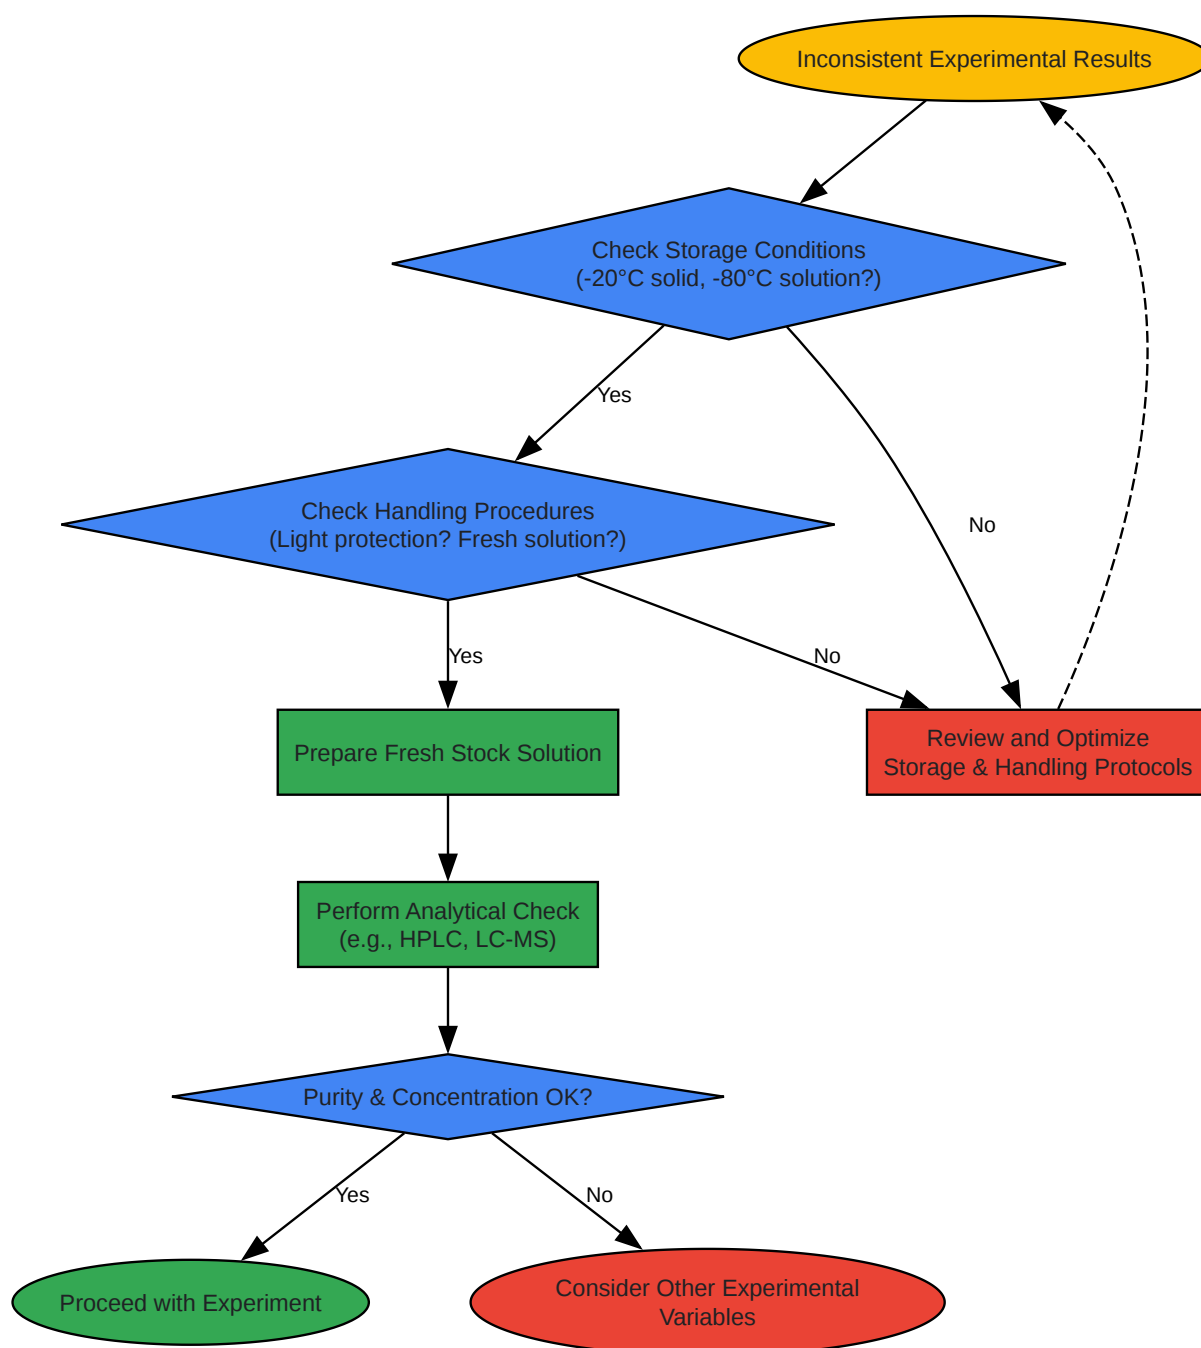 Inconsistent Experimental Results
Check Storage Conditions
(-20°C solid, -80°C solution?)
Yes
Check Handling Procedures
(Light protection? Fresh solution?)
No
Yes
No
Prepare Fresh Stock Solution
Review and Optimize
Storage & Handling Protocols
Perform Analytical Check
(e.g., HPLC, LC-MS)
Purity & Concentration OK?
Yes
No
Proceed with Experiment
Consider Other Experimental
Variables